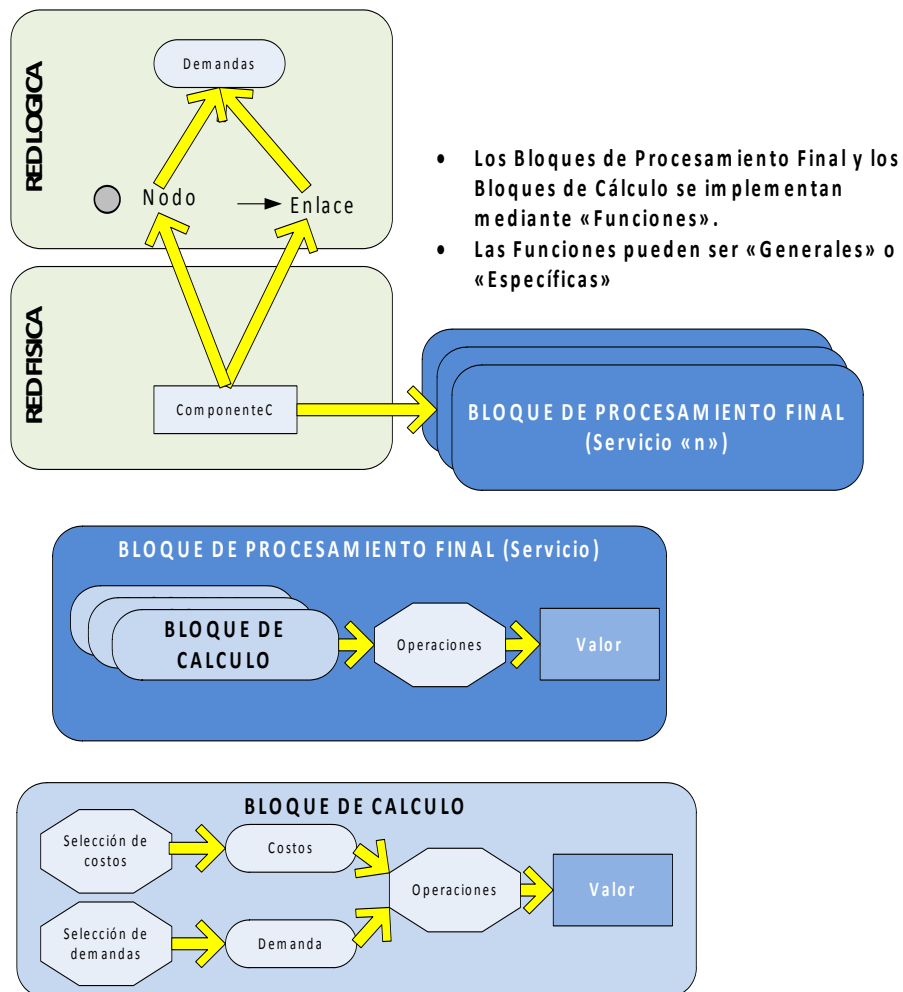 RED LOGICA
Demandas
Nodo
Enlace
RED FISICA
ComponenteC
• Los Bloques de Procesamiento Final y los
Bloques de Cálculo se implementan
mediante «Funciones».
• Las Funciones pueden ser «Generales» o
«Específicas»
BLOQUE DE PROCESAMIENTO FINAL
(Servicio «n»)
BLOQUE DE PROCESAMIENTO FINAL (Servicio)
BLOQUE DE
CALCULO
Operaciones
Valor
BLOQUE DE CALCULO
Selección de
costos
Costos
Operaciones
Valor
Selección de
demandas
Demanda